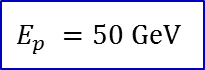 E_p = 50 GeV